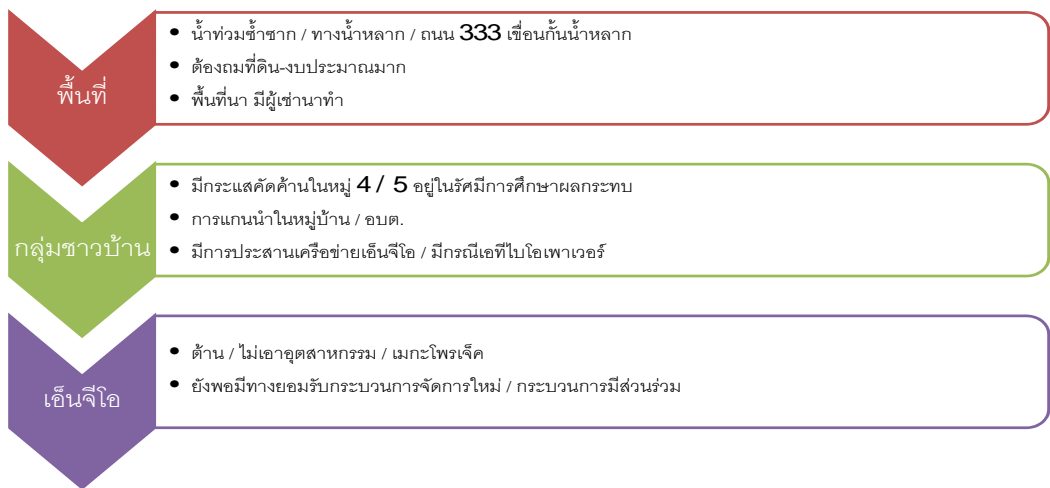 พื้นที่
• น้ำท่วมซ้ำซาก / ทางน้ำหลาก / ถนน 333 เขื่อนกั้นน้ำหลาก
• ต้องถมที่ดิน-งบประมาณมาก
• พื้นที่นา มีผู้เช่านาทำ
กลุ่มชาวบ้าน
• มีกระแสคัดค้านในหมู่ 4 / 5 อยู่ในรัศมีการศึกษาผลกระทบ
• การแกนนำในหมู่บ้าน / อบต.
• มีการประสานเครือข่ายเอ็นจีโอ / มีกรณีเอทีไบโอเพาเวอร์
เอ็นจีโอ
• ต้าน / ไม่เอาอุตสาหกรรม / เมกะโพรเจ็ค
• ยังพอมีทางยอมรับกระบวนการจัดการใหม่ / กระบวนการมีส่วนร่วม